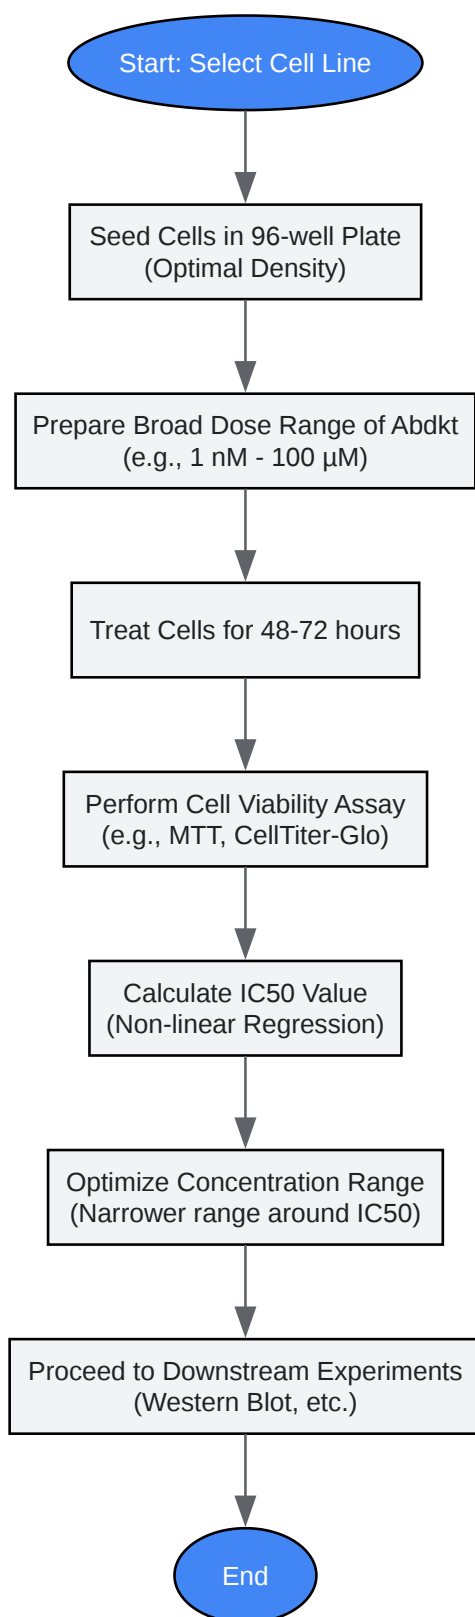 Start: Select Cell Line
Seed Cells in 96-well Plate
(Optimal Density)
Prepare Broad Dose Range of Abdkt
(e.g., 1 nM - 100 µM)
Treat Cells for 48-72 hours
Perform Cell Viability Assay
(e.g., MTT, CellTiter-Glo)
Calculate IC50 Value
(Non-linear Regression)
Optimize Concentration Range
(Narrower range around IC50)
Proceed to Downstream Experiments
(Western Blot, etc.)
End